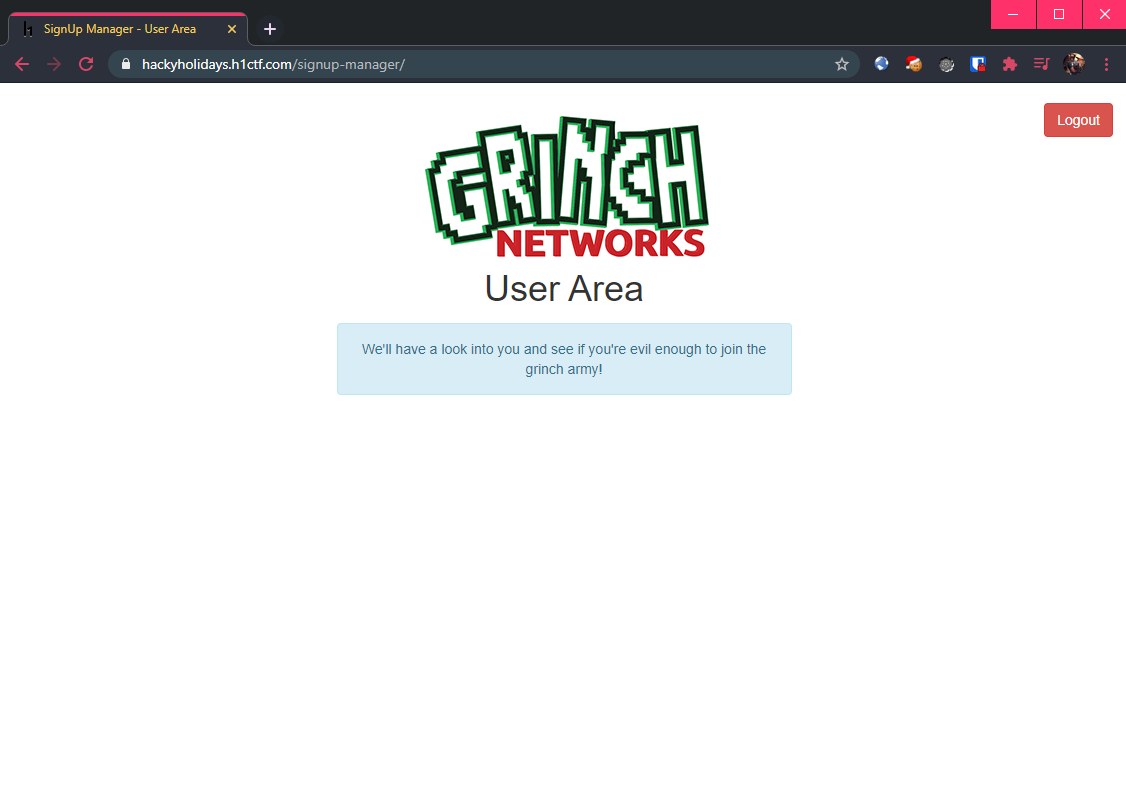 SignUp Manager - User Area
hackyholidays.h1ctf.com/signup-manager/
Logout
GRINCH
NETWORKS
User Area
We'll have a look into you and see if you're evil enough to join the
grinch army!